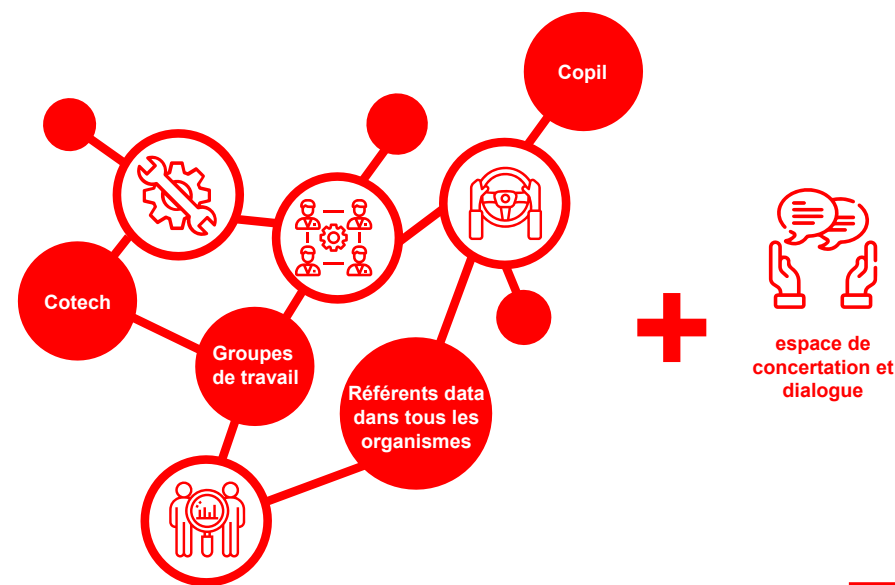 Copil
Cotech
Groupes
de travail
Référents data
dans tous les
organismes
espace de
concertation et
dialogue